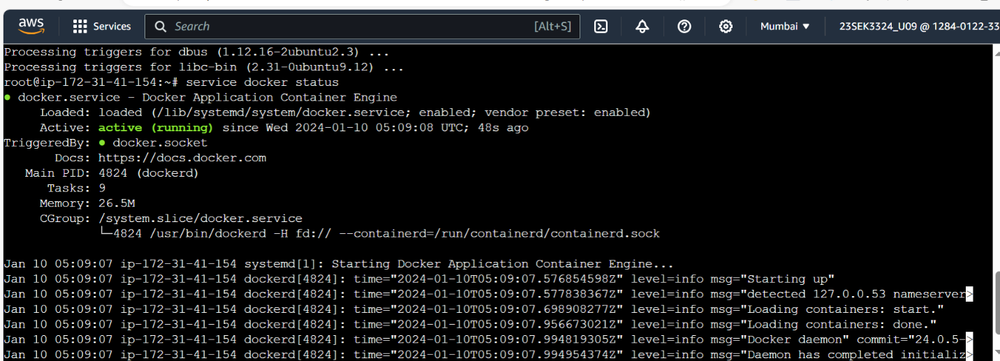 aws Services Search [Alt+S] Mumbai ▼ 23SEK3324_U09 @ 1284-0122-33
Processing triggers for dbus (1.12.16-2ubuntu2.3) ...
Processing triggers for libc-bin (2.31-0ubuntu9.12) ...
root@ip-172-31-41-154:~# service docker status
● docker.service - Docker Application Container Engine
Loaded: loaded (/lib/systemd/system/docker.service; enabled; vendor preset: enabled)
Active: active (running) since Wed 2024-01-10 05:09:08 UTC; 48s ago
TriggeredBy: ● docker.socket
Docs: https://docs.docker.com
Main PID: 4824 (dockerd)
Tasks: 9
Memory: 26.5M
CGroup: /system.slice/docker.service
└─4824 /usr/bin/dockerd -H fd:// --containerd=/run/containerd/containerd.sock
Jan 10 05:09:07 ip-172-31-41-154 systemd[1]: Starting Docker Application Container Engine...
Jan 10 05:09:07 ip-172-31-41-154 dockerd[4824]: time="2024-01-10T05:09:07.576854598Z" level=info msg="Starting up"
Jan 10 05:09:07 ip-172-31-41-154 dockerd[4824]: time="2024-01-10T05:09:07.577838367Z" level=info msg="detected 127.0.0.53 nameserver>
Jan 10 05:09:07 ip-172-31-41-154 dockerd[4824]: time="2024-01-10T05:09:07.698908277Z" level=info msg="Loading containers: start."
Jan 10 05:09:07 ip-172-31-41-154 dockerd[4824]: time="2024-01-10T05:09:07.956673021Z" level=info msg="Loading containers: done."
Jan 10 05:09:07 ip-172-31-41-154 dockerd[4824]: time="2024-01-10T05:09:07.994819305Z" level=info msg="Docker daemon" commit="24.0.5->
Jan 10 05:09:07 ip-172-31-41-154 dockerd[4824]: time="2024-01-10T05:09:07.994954374Z" level=info msg="Daemon has completed initializ>